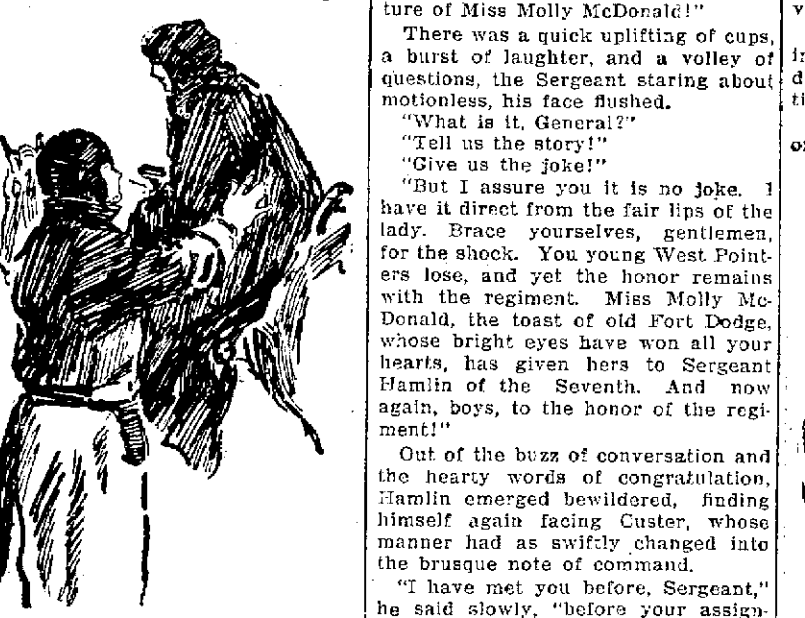 ture of Miss Molly McDonald!"
There was a quick uplifting of cups,
a burst of laughter, and a volley of
questions, the Sergeant staring about
motionless, his face flushed.
"What is it, General?"
"Tell us the story!"
"Give us the joke!"
"But I assure you it is no joke. I
have it direct from the fair lips of the
lady. Brace yourselves, gentlemen,
for the shock. You young West Point-
ers lose, and yet the honor remains
with the regiment. Miss Molly Mc-
Donald, the toast of old Fort Dodge,
whose bright eyes have won all your
hearts, has given hers to Sergeant
Hamlin of the Seventh. And now
again, boys, to the honor of the regi-
ment!"
Out of the buzz of conversation and
the hearty words of congratulation,
Hamlin emerged bewildered, finding
himself again facing Custer, whose
manner had as swiftly changed into
the brusque note of command.
"I have met you before, Sergeant,"
he said slowly, "before your assign-